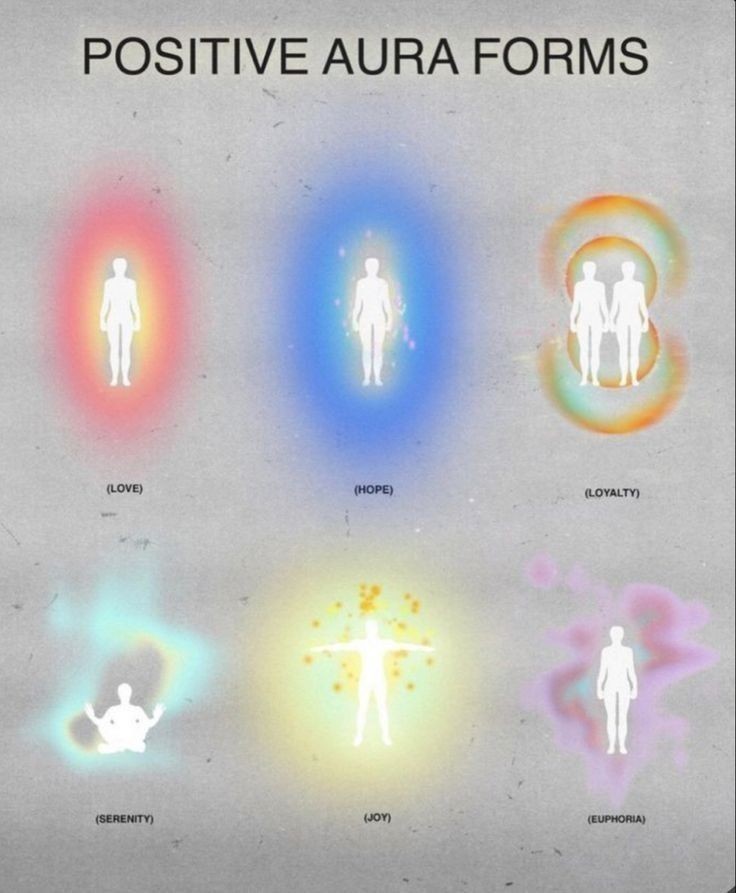 POSITIVE AURA FORMS
(LOVE)
(HOPE)
(LOYALTY)
(SERENITY)
(JOY)
(EUPHORIA)